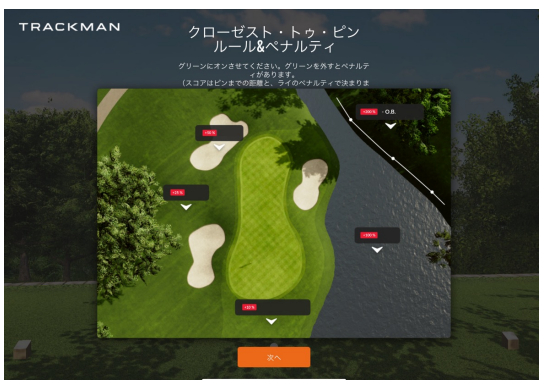 TRACKMAN
クローゼスト・トゥ・ピン
ルール&ペナルティ
グリーンにオンさせてください。グリーンを外すとペナルテ
ィがあります。
(スコアはピンまでの距離と、ライのペナルティで決まりま
- O.B.
次へ